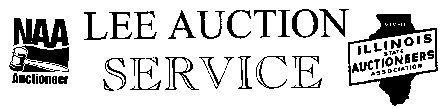 NAA
Auctioneer
LEE AUCTION
SERVICE
ILLINOIS
STATE
AUCTIONEERS
ASSOCIATION